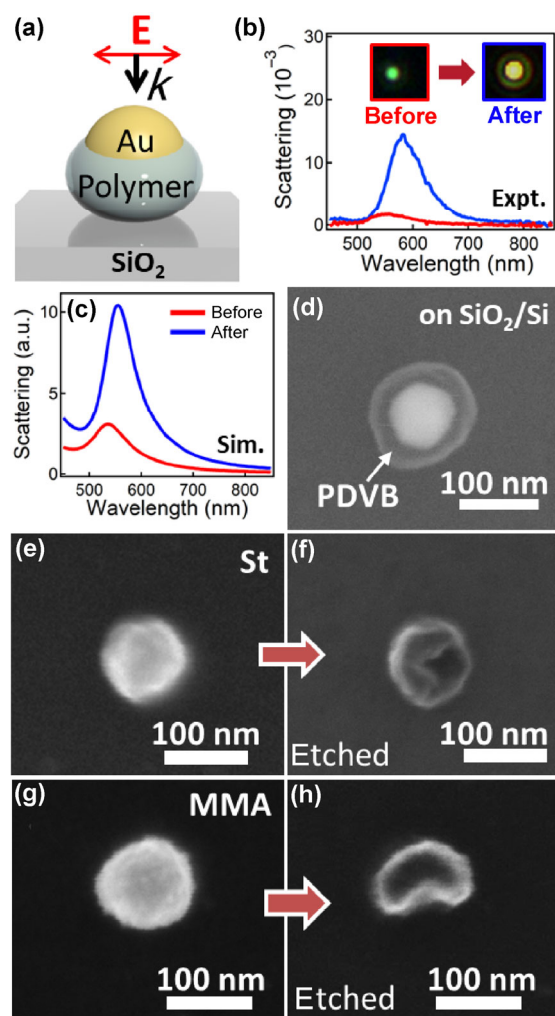 (a)
E
k
Au
Polymer
SiO₂
(b)
Scattering (10⁻³)
30
20
10
0
Before
After
Expt.
500 600 700 800
Wavelength (nm)
(c)
Scattering (a.u.)
10
5
0
Before
After
Sim.
500 600 700 800
Wavelength (nm)
(d)
on SiO₂/Si
PDVB
100 nm
(e)
St
100 nm
(f)
Etched
100 nm
(g)
MMA
100 nm
(h)
Etched
100 nm